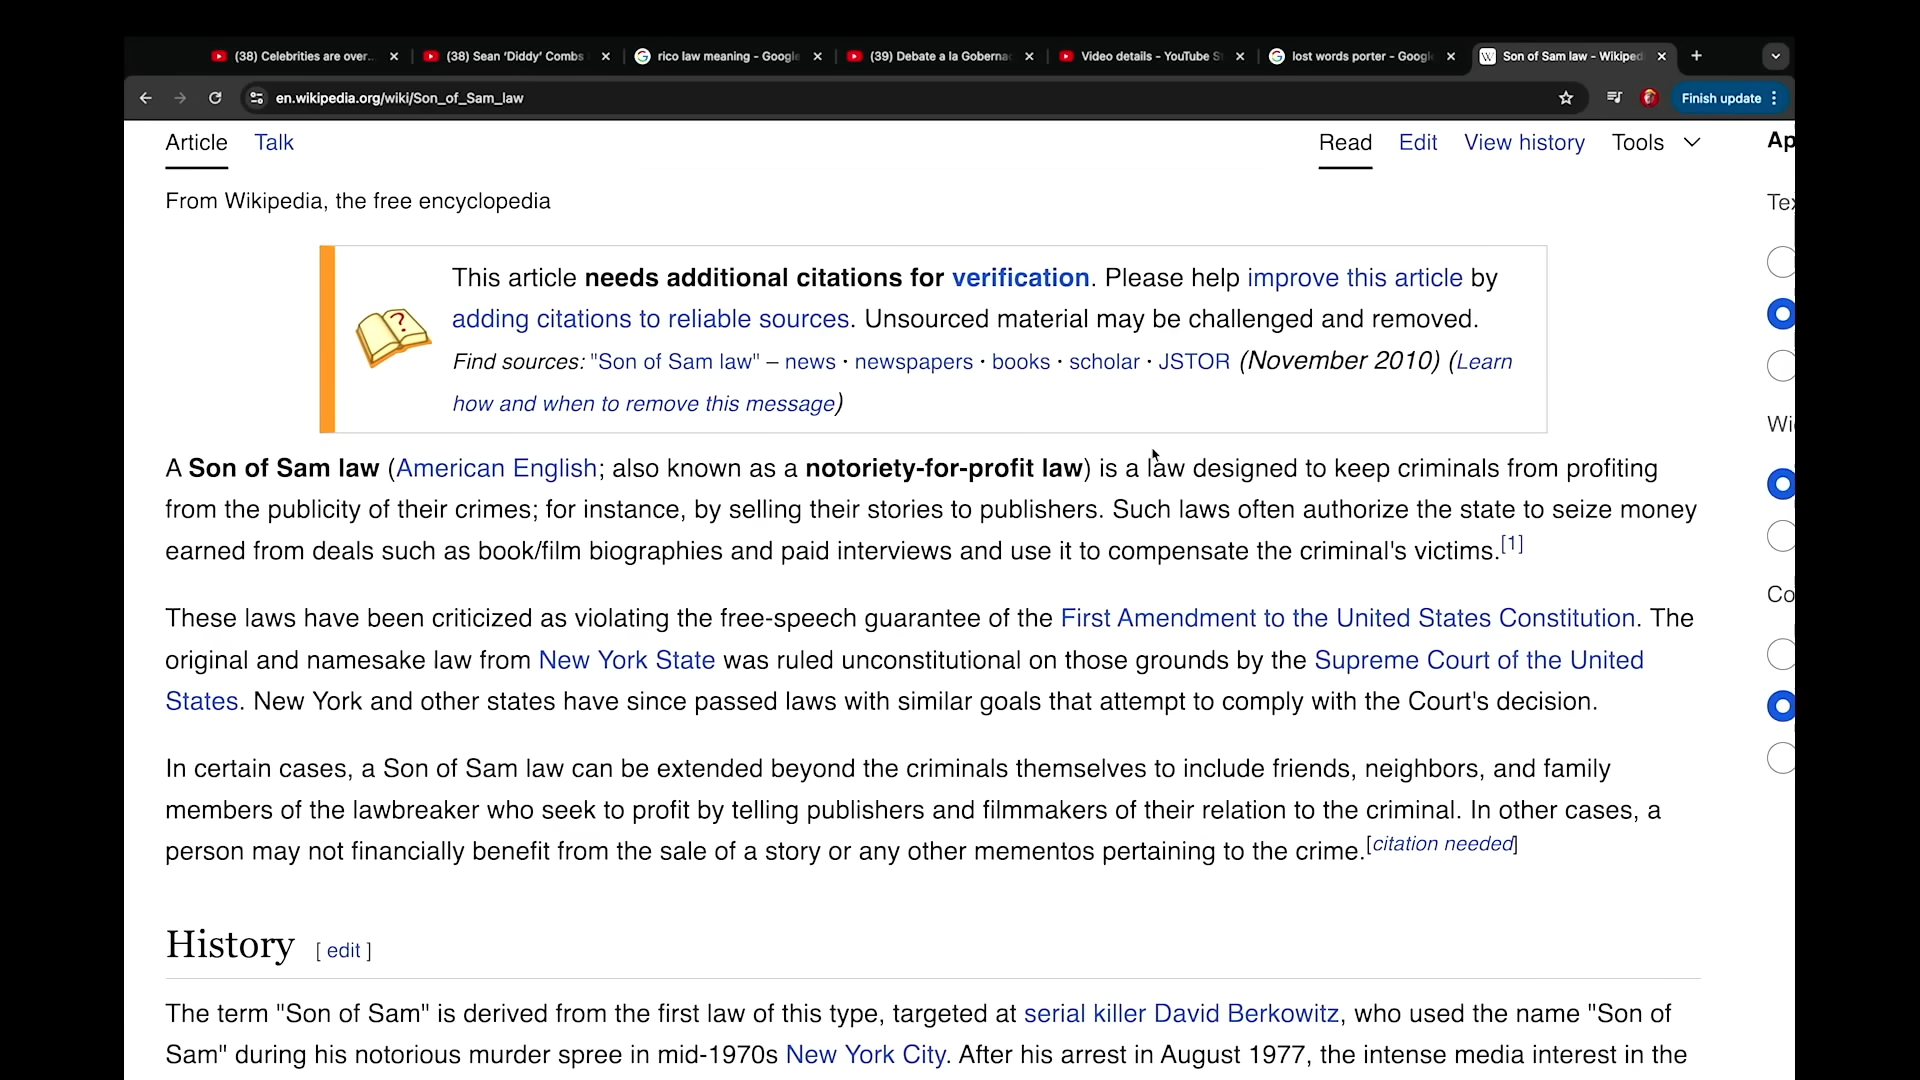 (38) Celebrities are over...
(38) Sean 'Diddy' Combs
rico law meaning - Google
(39) Debate a la Goberna
Video details - YouTube S
lost words porter - Googl
Son of Sam law - Wikiped
en.wikipedia.org/wiki/Son_of_Sam_law
Finish update
Article Talk
Read Edit View history Tools
From Wikipedia, the free encyclopedia
This article needs additional citations for verification. Please help improve this article by
adding citations to reliable sources. Unsourced material may be challenged and removed.
Find sources: "Son of Sam law" – news · newspapers · books · scholar · JSTOR (November 2010) (Learn
how and when to remove this message)
A Son of Sam law (American English; also known as a notoriety-for-profit law) is a law designed to keep criminals from profiting
from the publicity of their crimes; for instance, by selling their stories to publishers. Such laws often authorize the state to seize money
earned from deals such as book/film biographies and paid interviews and use it to compensate the criminal's victims.[1]
These laws have been criticized as violating the free-speech guarantee of the First Amendment to the United States Constitution. The
original and namesake law from New York State was ruled unconstitutional on those grounds by the Supreme Court of the United
States. New York and other states have since passed laws with similar goals that attempt to comply with the Court's decision.
In certain cases, a Son of Sam law can be extended beyond the criminals themselves to include friends, neighbors, and family
members of the lawbreaker who seek to profit by telling publishers and filmmakers of their relation to the criminal. In other cases, a
person may not financially benefit from the sale of a story or any other mementos pertaining to the crime.[citation needed]
History [ edit ]
The term "Son of Sam" is derived from the first law of this type, targeted at serial killer David Berkowitz, who used the name "Son of
Sam" during his notorious murder spree in mid-1970s New York City. After his arrest in August 1977, the intense media interest in the
Ap
Tex
Wi
Co